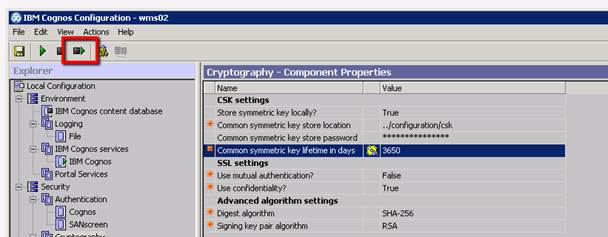 IBM Cognos Configuration - wms02
File Edit View Actions Help
Explorer
Local Configuration
Environment
IBM Cognos content database
Logging
File
IBM Cognos services
IBM Cognos
Portal Services
Security
Authentication
Cognos
SANscreen
Cryptography
Cryptography - Component Properties
Name Value
CSK settings
Store symmetric key locally? True
Common symmetric key store location ../configuration/csk
Common symmetric key store password ***************
Common symmetric key lifetime in days 3650
SSL settings
Use mutual authentication? False
Use confidentiality? True
Advanced algorithm settings
Digest algorithm SHA-256
Signing key pair algorithm RSA